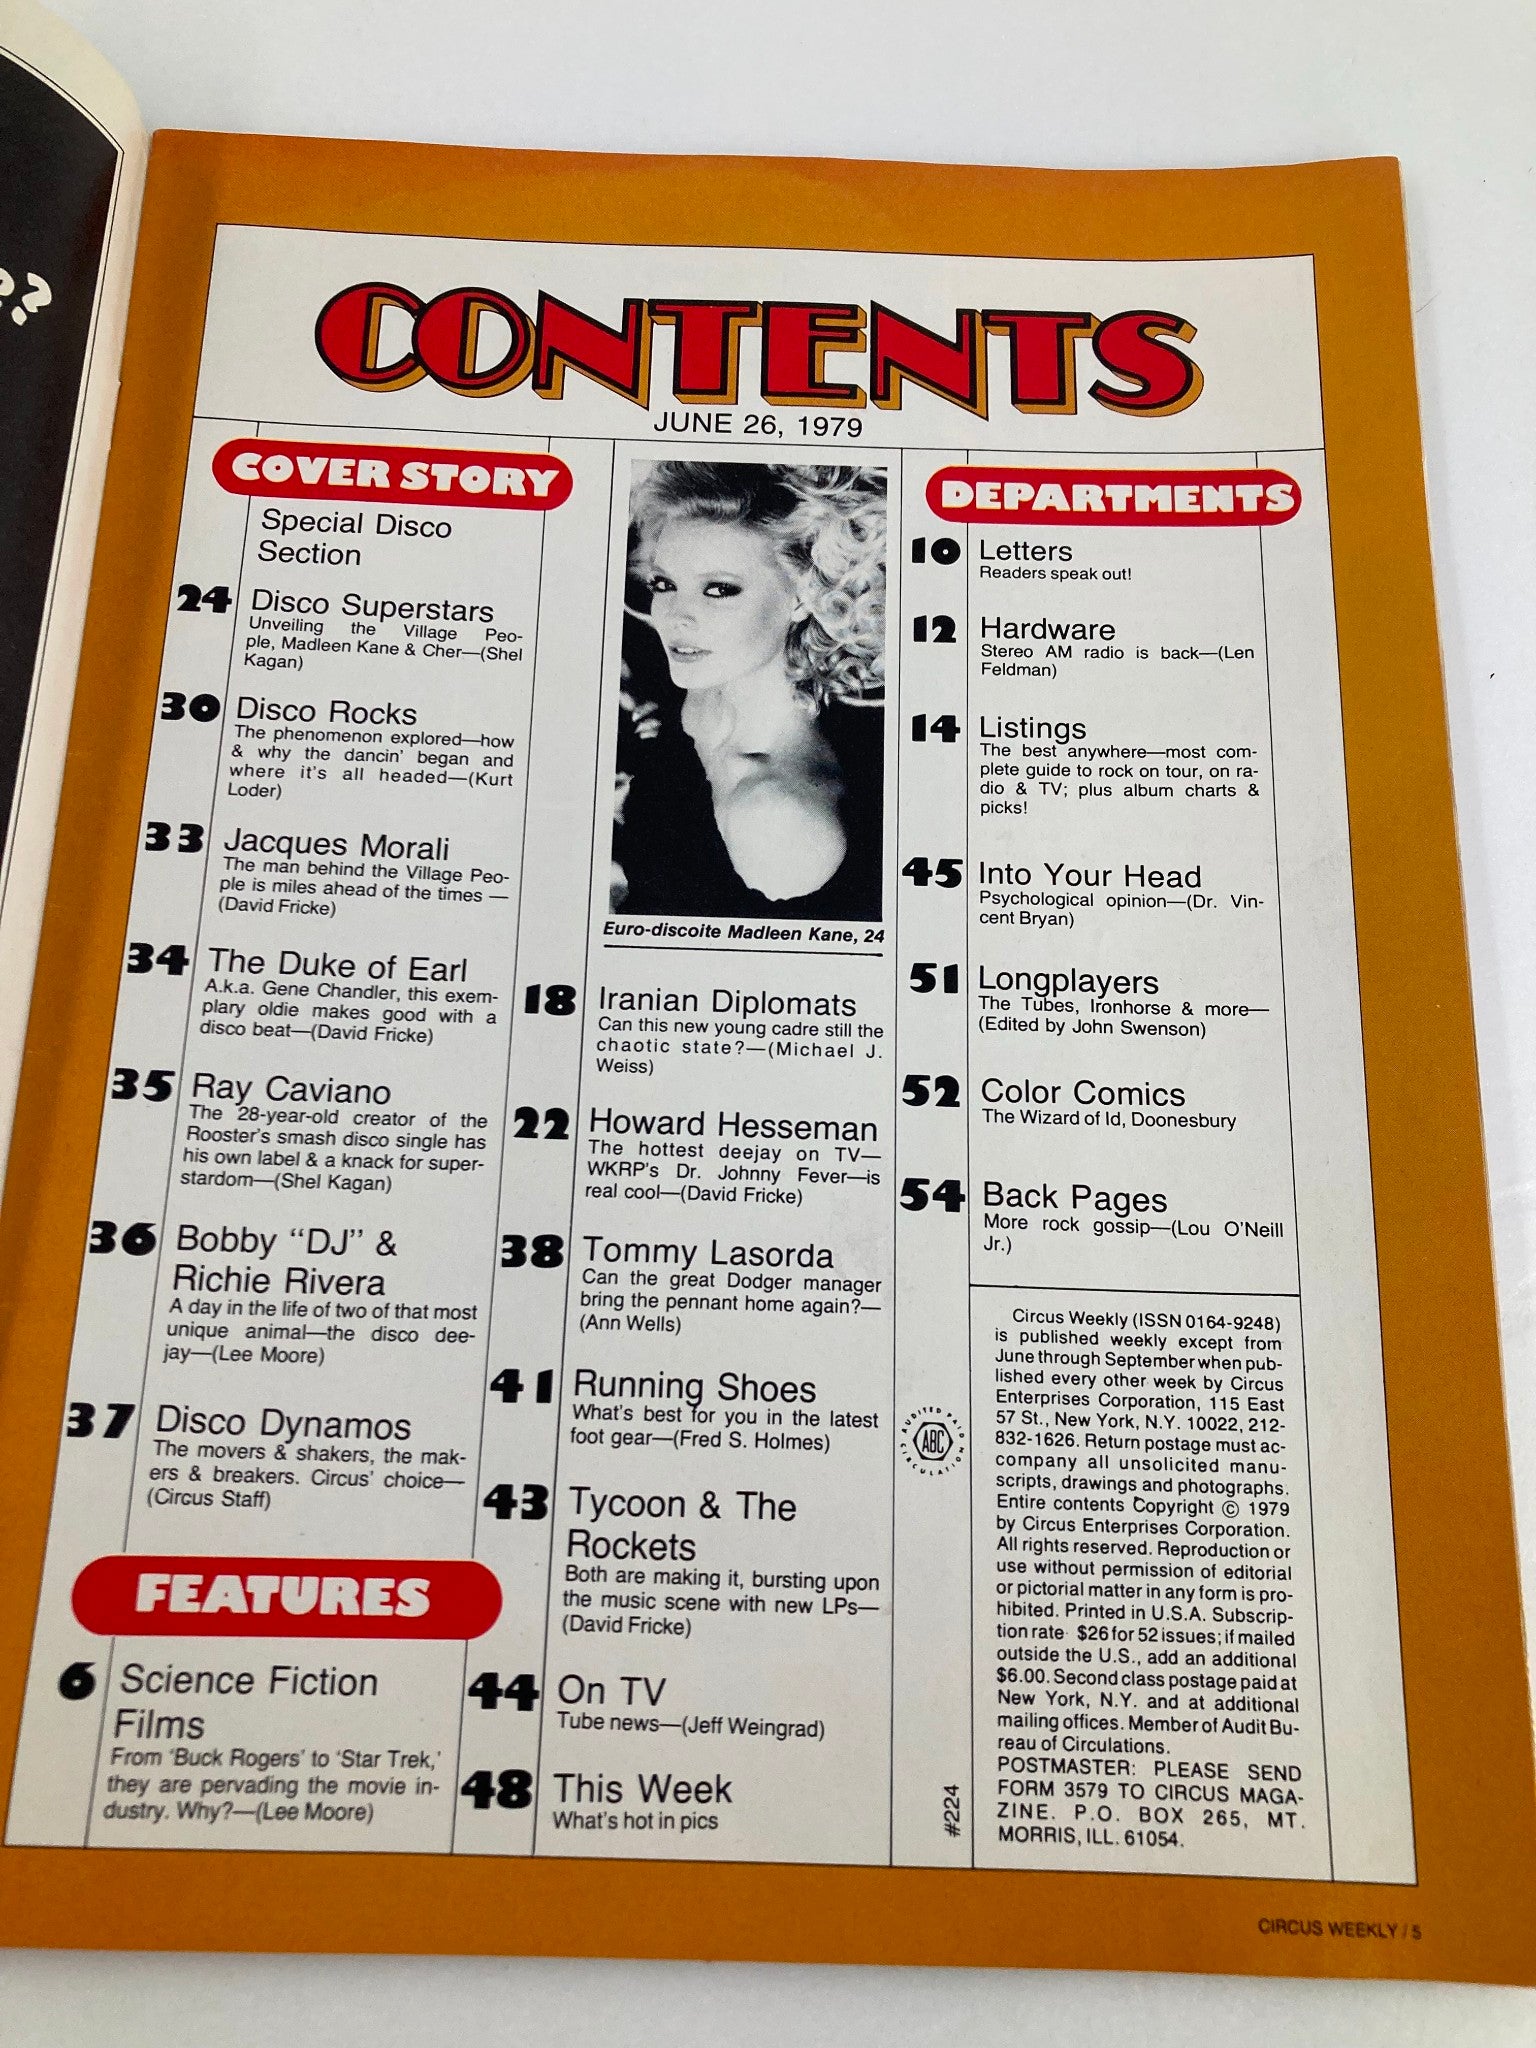 ?
CONTENTS
JUNE 26, 1979
COVER STORY
Special Disco
Section
24 Disco Superstars
Unveiling the Village Peo-
ple, Madleen Kane & Cher—(Shel
Kagan)
30 Disco Rocks
The phenomenon explored—how
& why the dancin' began and
where it's all headed—(Kurt
Loder)
33 Jacques Morali
The man behind the Village Peo-
ple is miles ahead of the times —
(David Fricke)
34 The Duke of Earl
A.k.a. Gene Chandler, this exem-
plary oldie makes good with a
disco beat—(David Fricke)
35 Ray Caviano
The 28-year-old creator of the
Rooster's smash disco single has
his own label & a knack for super-
stardom—(Shel Kagan)
36 Bobby "DJ" &
Richie Rivera
A day in the life of two of that most
unique animal—the disco dee-
jay—(Lee Moore)
37 Disco Dynamos
The movers & shakers, the mak-
ers & breakers. Circus' choice—
(Circus Staff)
FEATURES
6 Science Fiction
Films
From 'Buck Rogers' to 'Star Trek,'
they are pervading the movie in-
dustry. Why?—(Lee Moore)
Euro-discoite Madleen Kane, 24
18 Iranian Diplomats
Can this new young cadre still the
chaotic state?—(Michael J.
Weiss)
22 Howard Hesseman
The hottest deejay on TV—
WKRP's Dr. Johnny Fever—is
real cool—(David Fricke)
38 Tommy Lasorda
Can the great Dodger manager
bring the pennant home again?—
(Ann Wells)
41 Running Shoes
What's best for you in the latest
foot gear—(Fred S. Holmes)
43 Tycoon & The
Rockets
Both are making it, bursting upon
the music scene with new LPs—
(David Fricke)
44 On TV
Tube news—(Jeff Weingrad)
48 This Week
What's hot in pics
DEPARTMENTS
10 Letters
Readers speak out!
12 Hardware
Stereo AM radio is back—(Len
Feldman)
14 Listings
The best anywhere—most com-
plete guide to rock on tour, on ra-
dio & TV; plus album charts &
picks!
45 Into Your Head
Psychological opinion—(Dr. Vin-
cent Bryan)
51 Longplayers
The Tubes, Ironhorse & more—
(Edited by John Swenson)
52 Color Comics
The Wizard of Id, Doonesbury
54 Back Pages
More rock gossip—(Lou O'Neill
Jr.)
AUDITED PAID CIRCULATION
ABC
Circus Weekly (ISSN 0164-9248)
is published weekly except from
June through September when pub-
lished every other week by Circus
Enterprises Corporation, 115 East
57 St., New York, N.Y. 10022, 212-
832-1626. Return postage must ac-
company all unsolicited manu-
scripts, drawings and photographs.
Entire contents Copyright © 1979
by Circus Enterprises Corporation.
All rights reserved. Reproduction or
use without permission of editorial
or pictorial matter in any form is pro-
hibited. Printed in U.S.A. Subscrip-
tion rate $26 for 52 issues; if mailed
outside the U.S., add an additional
$6.00. Second class postage paid at
New York, N.Y. and at additional
mailing offices. Member of Audit Bu-
reau of Circulations.
POSTMASTER: PLEASE SEND
FORM 3579 TO CIRCUS MAGA-
ZINE. P.O. BOX 265, MT.
MORRIS, ILL. 61054.
#224
CIRCUS WEEKLY / 5